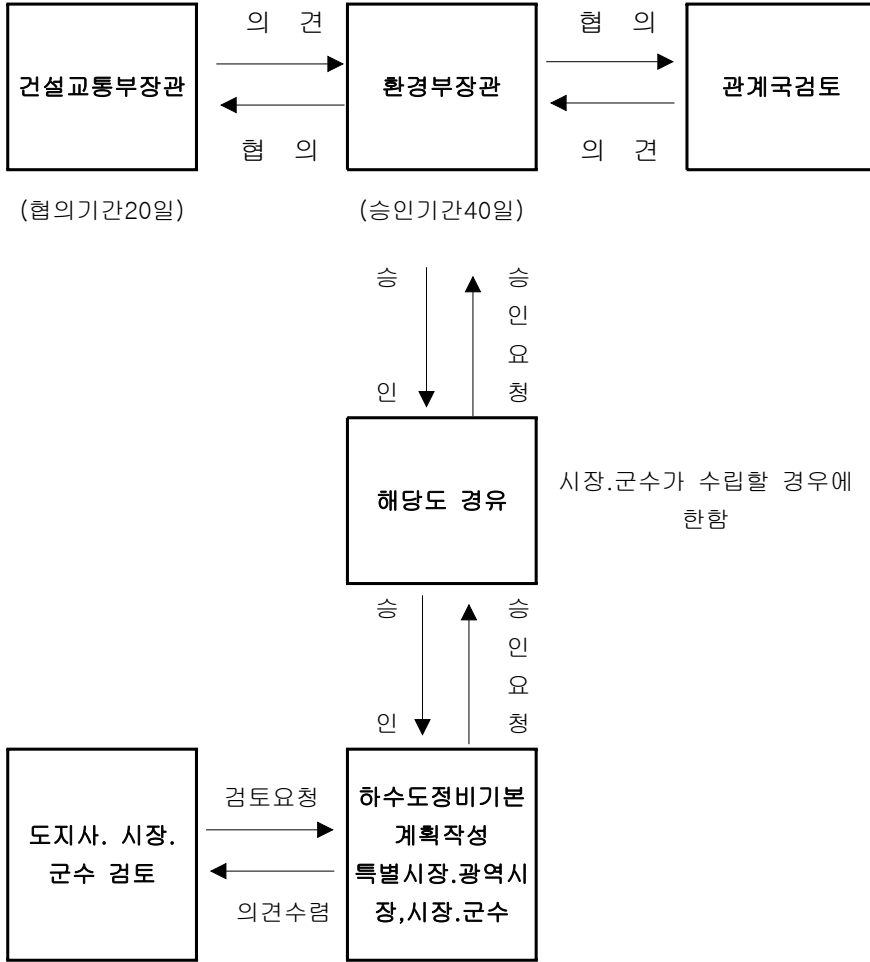 의 견
협 의
건설교통부장관
환경부장관
관계국검토
협 의
의 견
(협의기간20일)
(승인기간40일)
승 인
승인요청
해당도 경유
시장.군수가 수립할 경우에
한함
승 인
승인요청
도지사. 시장.
군수 검토
검토요청
의견수렴
하수도정비기본
계획작성
특별시장.광역시
장,시장.군수